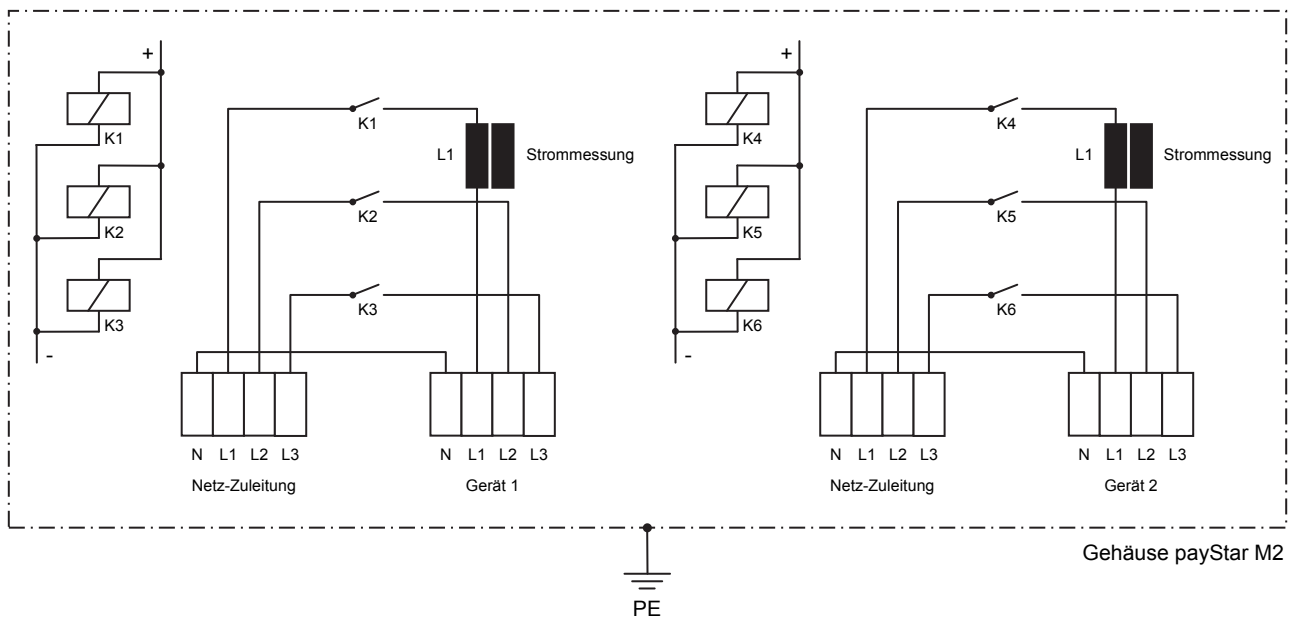 +
K1
K2
K3
-
K1
L1
Strommessung
K2
K3
N L1 L2 L3
Netz-Zuleitung
N L1 L2 L3
Gerät 1
+
K4
K5
K6
-
K4
L1
Strommessung
K5
K6
N L1 L2 L3
Netz-Zuleitung
N L1 L2 L3
Gerät 2
Gehäuse payStar M2
PE